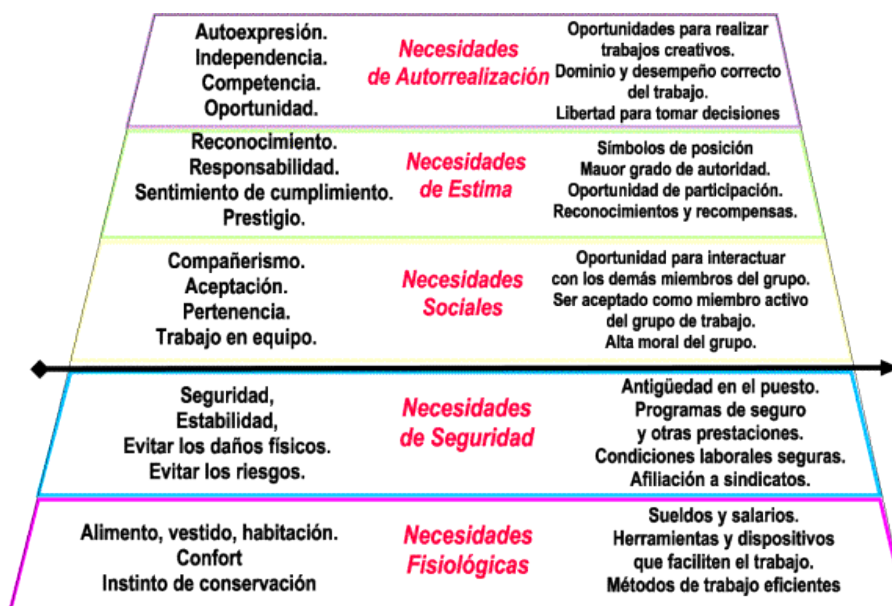 Autoexpresión.
Independencia.
Competencia.
Oportunidad.
Necesidades
de Autorrealización
Oportunidades para realizar
trabajos creativos.
Dominio y desempeño correcto
del trabajo.
Libertad para tomar decisiones
Reconocimiento.
Responsabilidad.
Sentimiento de cumplimiento.
Prestigio.
Necesidades
de Estima
Símbolos de posición
Mauor grado de autoridad.
Oportunidad de participación.
Reconocimientos y recompensas.
Compañerismo.
Aceptación.
Pertenencia.
Trabajo en equipo.
Necesidades
Sociales
Oportunidad para interactuar
con los demás miembros del grupo.
Ser aceptado como miembro activo
del grupo de trabajo.
Alta moral del grupo.
Seguridad,
Estabilidad,
Evitar los daños físicos.
Evitar los riesgos.
Necesidades
de Seguridad
Antigüedad en el puesto.
Programas de seguro
y otras prestaciones.
Condiciones laborales seguras.
Afiliación a sindicatos.
Alimento, vestido, habitación.
Confort
Instinto de conservación
Necesidades
Fisiológicas
Sueldos y salarios.
Herramientas y dispositivos
que faciliten el trabajo.
Métodos de trabajo eficientes